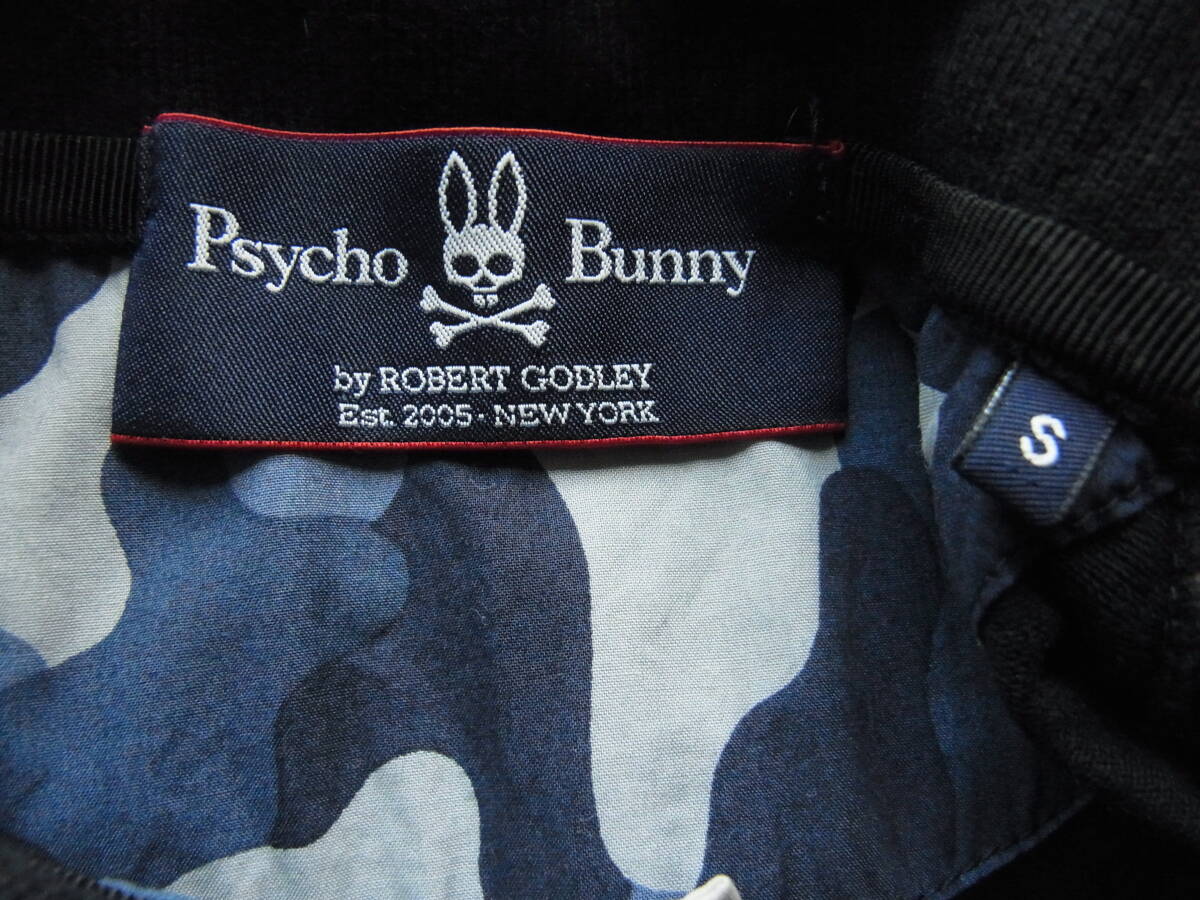 Psycho Bunny
by ROBERT GODLEY
Est. 2005 - NEW YORK
S